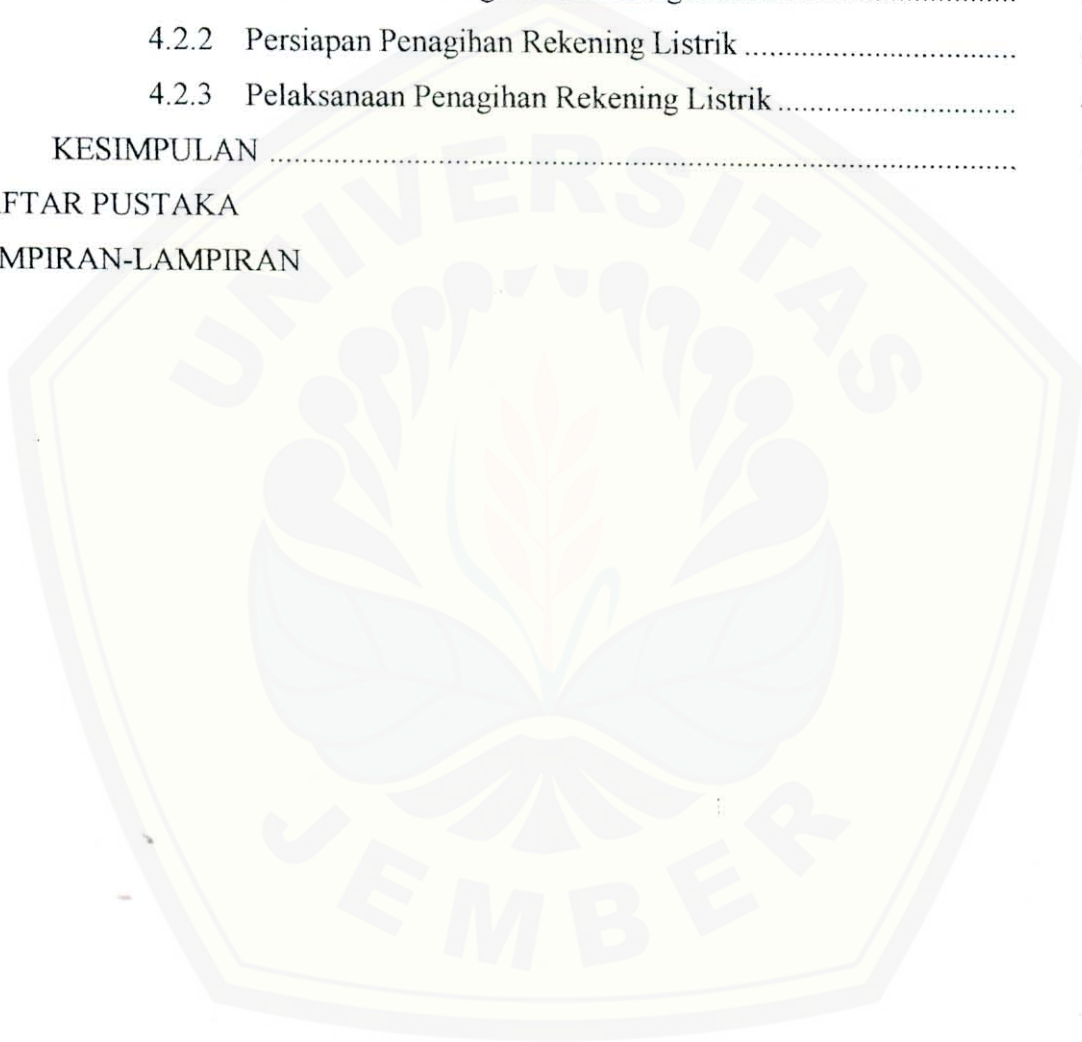 4.2.2 Persiapan Penagihan Rekening Listrik ....................................
4.2.3 Pelaksanaan Penagihan Rekening Listrik ...............................
KESIMPULAN ....................................................................................................
FTAR PUSTAKA
MPIRAN-LAMPIRAN
UNIVERSITAS
JEMBER